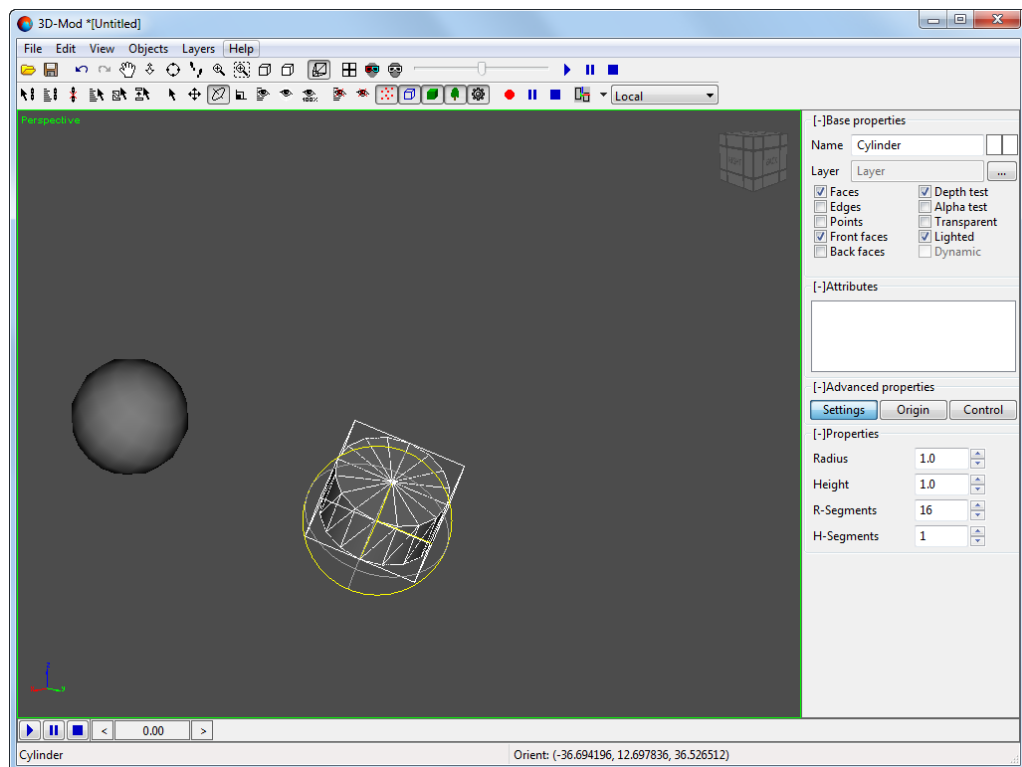 3D-Mod *[Untitled]
File Edit View Objects Layers Help
Local
Perspective
[-]Base properties
Name Cylinder
Layer Layer ...
Faces Depth test
Edges Alpha test
Points Transparent
Front faces Lighted
Back faces Dynamic
[-]Attributes
[-]Advanced properties
Settings Origin Control
[-]Properties
Radius 1.0
Height 1.0
R-Segments 16
H-Segments 1
z
y
< 0.00 >
Cylinder Orient: (-36.694196, 12.697836, 36.526512)